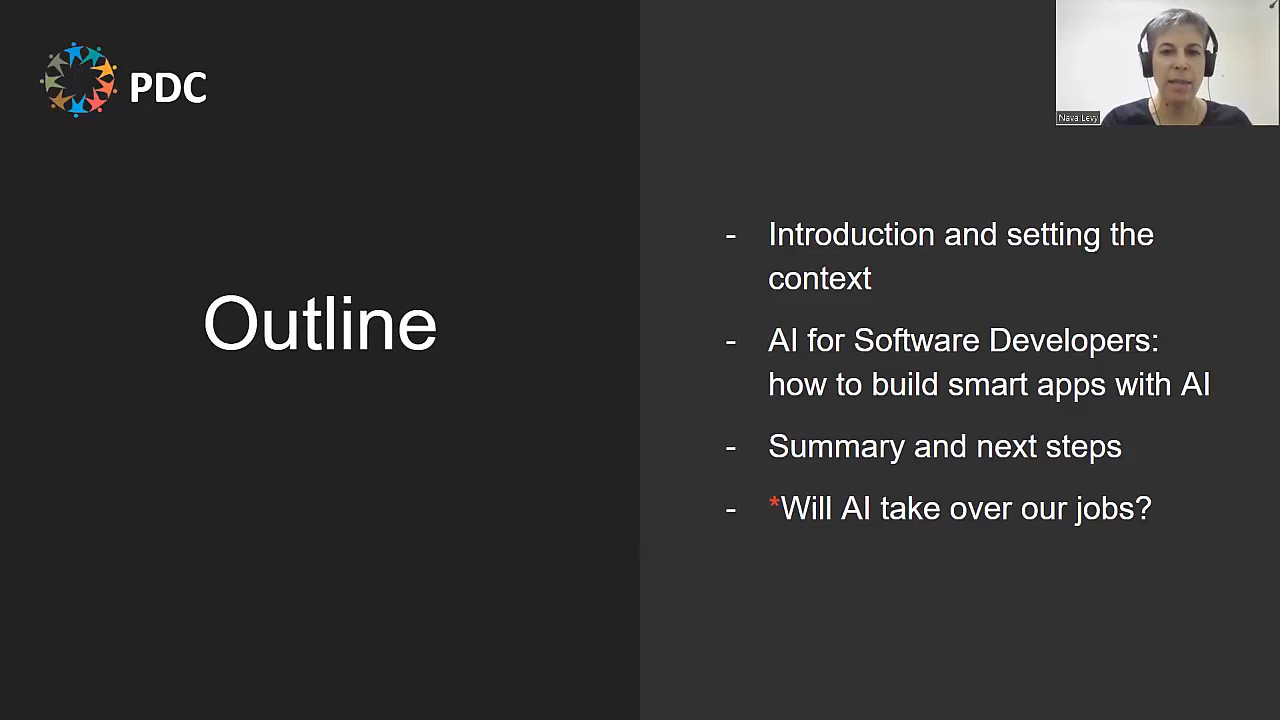 PDC
Nava Levy
Outline
- Introduction and setting the
context
- AI for Software Developers:
how to build smart apps with AI
- Summary and next steps
- *Will AI take over our jobs?